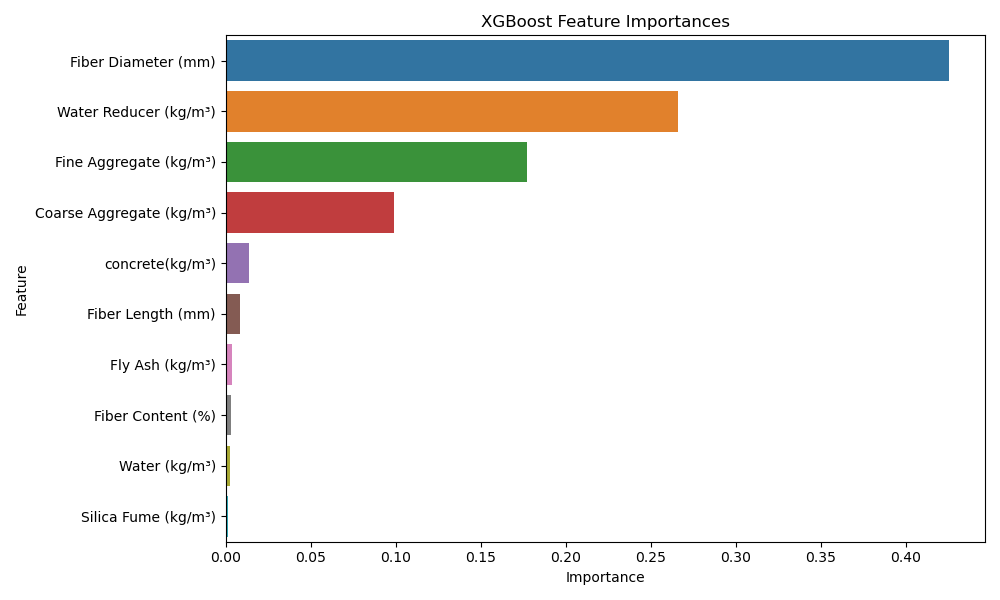 XGBoost Feature Importances
Fiber Diameter (mm)
Water Reducer (kg/m³)
Fine Aggregate (kg/m³)
Coarse Aggregate (kg/m³)
concrete(kg/m³)
Fiber Length (mm)
Fly Ash (kg/m³)
Fiber Content (%)
Water (kg/m³)
Silica Fume (kg/m³)
Feature
0.00 0.05 0.10 0.15 0.20 0.25 0.30 0.35 0.40
Importance